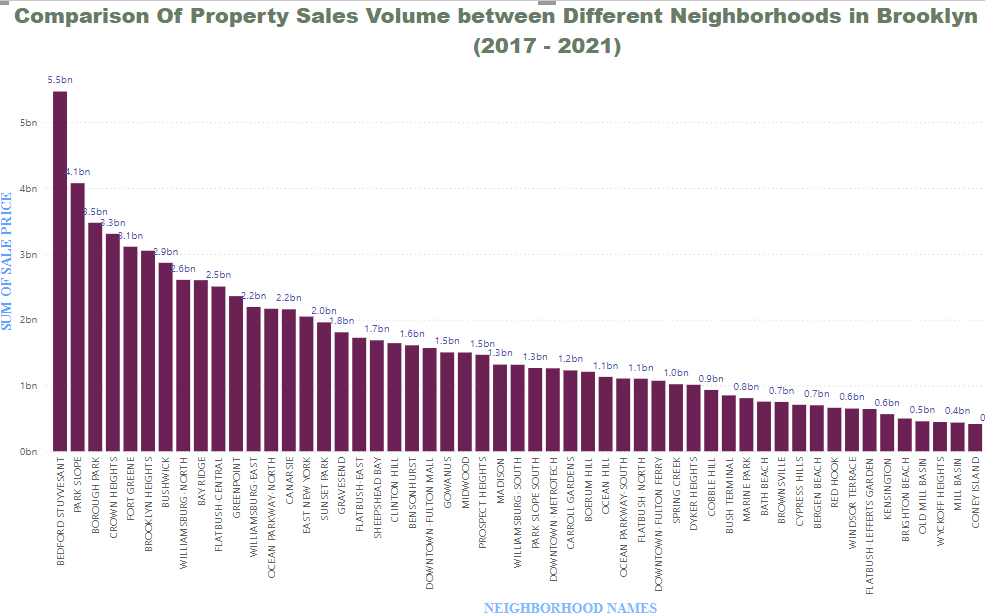 Comparison Of Property Sales Volume between Different Neighborhoods in Brooklyn
(2017 - 2021)
SUM OF SALE PRICE
5bn
4bn
3bn
2bn
1bn
0bn
5.5bn
4.1bn
3.5bn
3.3bn
3.1bn
2.9bn
2.6bn
2.5bn
2.2bn
2.2bn
2.0bn
1.8bn
1.7bn
1.6bn
1.5bn
1.5bn
1.3bn
1.3bn
1.2bn
1.1bn
1.1bn
1.0bn
0.9bn
0.8bn
0.7bn
0.7bn
0.6bn
0.6bn
0.5bn
0.4bn
0
BEDFORD STUYVESANT
PARK SLOPE
BOROUGH PARK
CROWN HEIGHTS
FORT GREENE
BROOKLYN HEIGHTS
BUSHWICK
WILLIAMSBURG-NORTH
BAY RIDGE
FLATBUSH-CENTRAL
GREENPOINT
WILLIAMSBURG-EAST
OCEAN PARKWAY-NORTH
CANARSIE
EAST NEW YORK
SUNSET PARK
GRAVESEND
FLATBUSH-EAST
SHEEPSHEAD BAY
CLINTON HILL
BENSONHURST
DOWNTOWN-FULTON MALL
GOWANUS
MIDWOOD
PROSPECT HEIGHTS
MADISON
WILLIAMSBURG-SOUTH
PARK SLOPE SOUTH
DOWNTOWN-METROTECH
CARROLL GARDENS
BOERUM HILL
OCEAN HILL
OCEAN PARKWAY-SOUTH
FLATBUSH-NORTH
DOWNTOWN-FULTON FERRY
SPRING CREEK
DYKER HEIGHTS
COBBLE HILL
BUSH TERMINAL
MARINE PARK
BATH BEACH
BROWNSVILLE
CYPRESS HILLS
BERGEN BEACH
RED HOOK
WINDSOR TERRACE
FLATBUSH-LEFFERTS GARDEN
KENSINGTON
BRIGHTON BEACH
OLD MILL BASIN
WYCKOFF HEIGHTS
MILL BASIN
CONEY ISLAND
NEIGHBORHOOD NAMES